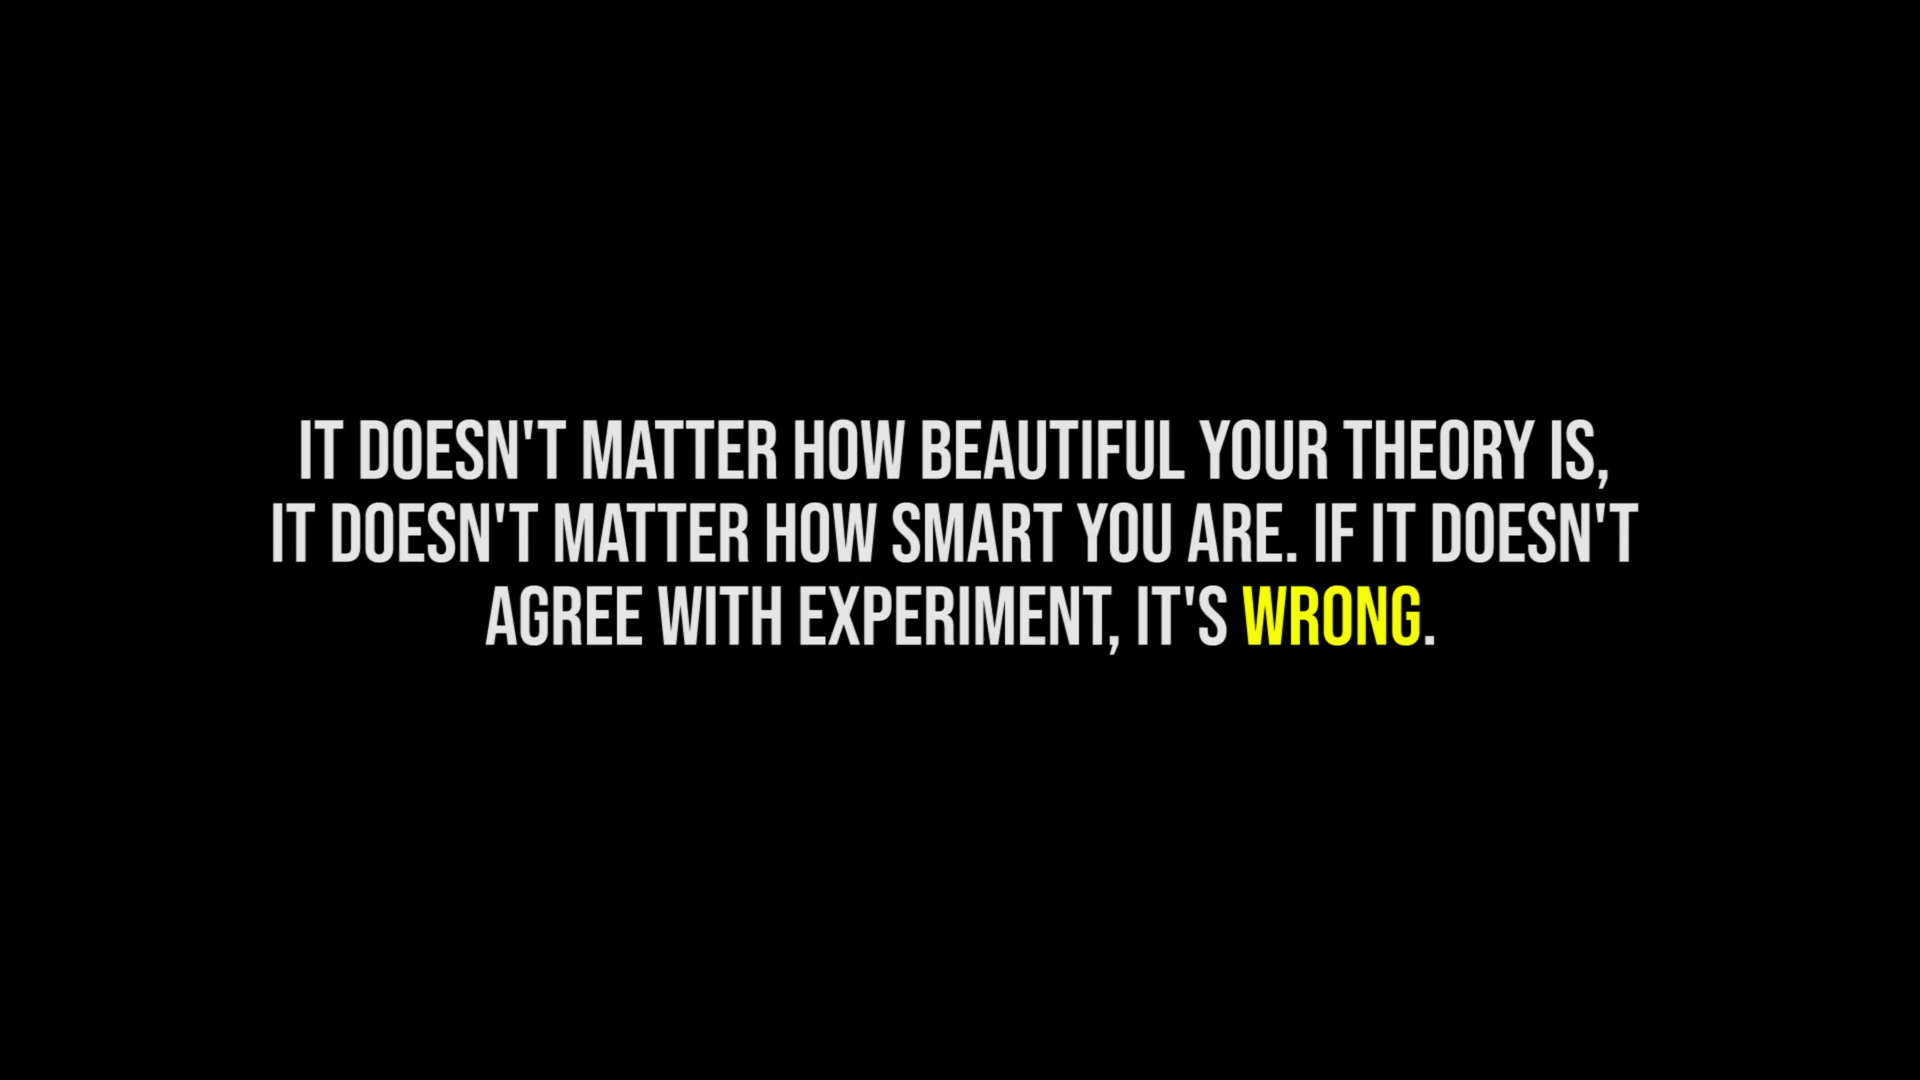 IT DOESN'T MATTER HOW BEAUTIFUL YOUR THEORY IS,
IT DOESN'T MATTER HOW SMART YOU ARE. IF IT DOESN'T
AGREE WITH EXPERIMENT, IT'S WRONG.